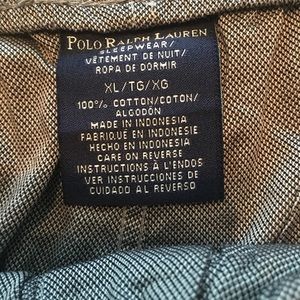 POLO RALPH LAUREN
SLEEPWEAR/
VÊTEMENT DE NUIT/
ROPA DE DORMIR
XL/TG/XG
100% COTTON/COTON/
ALGODÓN
MADE IN INDONESIA
FABRIQUÉ EN INDONESIE
HECHO EN INDONESIA
CARE ON REVERSE
INSTRUCTIONS À L'ENDOS
VER INSTRUCCIONES DE
CUIDADO AL REVERSO